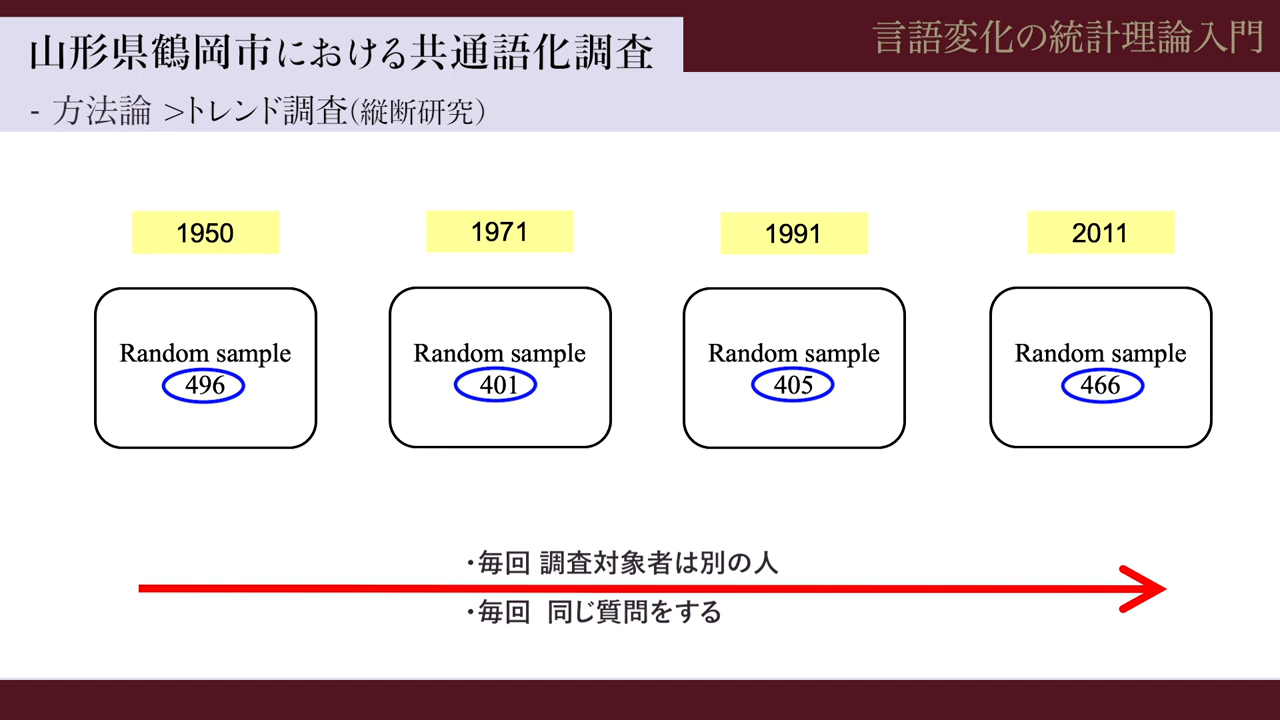 山形県鶴岡市における共通語化調査
言語変化の統計理論入門
- 方法論 >トレンド調査(縦断研究)
1950
1971
1991
2011
Random sample
496
Random sample
401
Random sample
405
Random sample
466
・毎回 調査対象者は別の人
・毎回 同じ質問をする